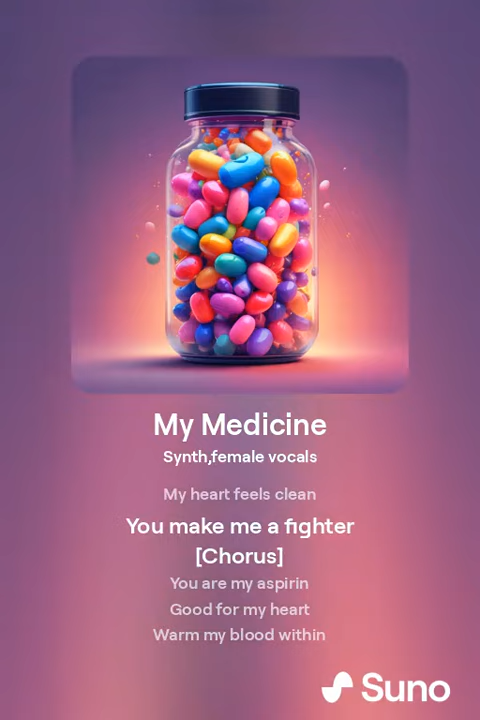 My Medicine
Synth,female vocals
My heart feels clean
You make me a fighter
[Chorus]
You are my aspirin
Good for my heart
Warm my blood within
Suno